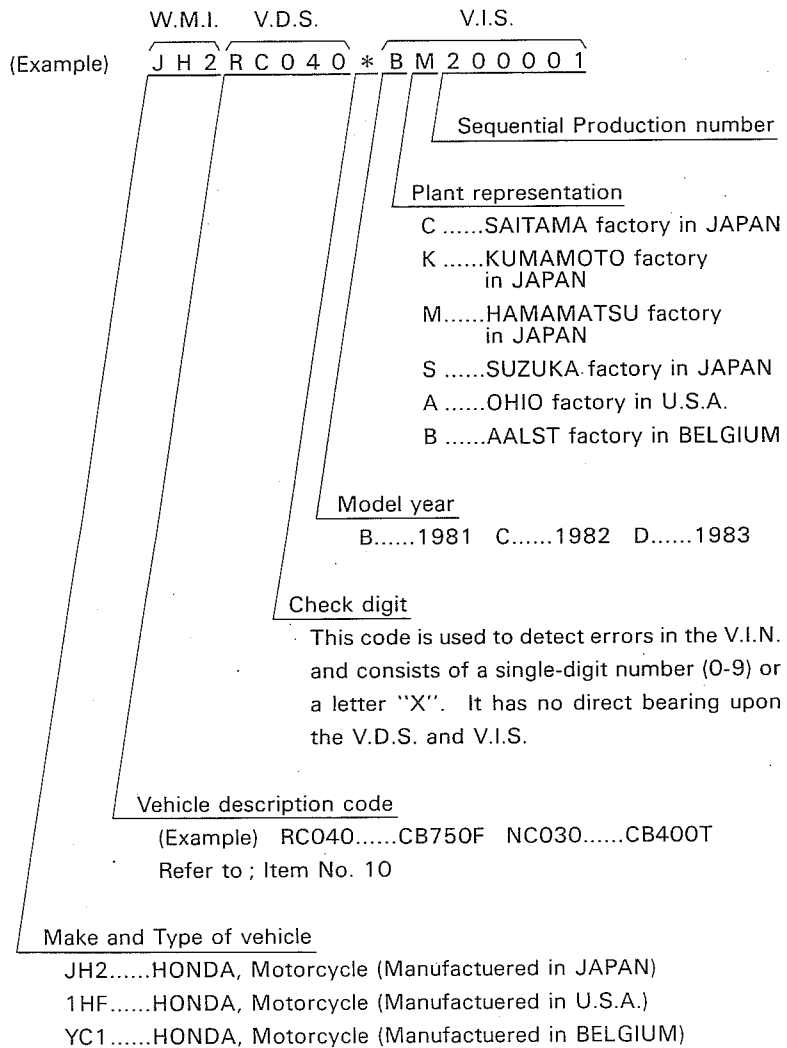 W.M.I. V.D.S. V.I.S.
(Example) J H 2 R C 0 4 0 * B M 2 0 0 0 0 1
Sequential Production number
Plant representation
C ......SAITAMA factory in JAPAN
K ......KUMAMOTO factory
in JAPAN
M......HAMAMATSU factory
in JAPAN
S ......SUZUKA factory in JAPAN
A ......OHIO factory in U.S.A.
B ......AALST factory in BELGIUM
Model year
B......1981 C......1982 D......1983
Check digit
This code is used to detect errors in the V.I.N.
and consists of a single-digit number (0-9) or
a letter "X". It has no direct bearing upon
the V.D.S. and V.I.S.
Vehicle description code
(Example) RC040......CB750F NC030......CB400T
Refer to ; Item No. 10
Make and Type of vehicle
JH2......HONDA, Motorcycle (Manufactuered in JAPAN)
1HF......HONDA, Motorcycle (Manufactuered in U.S.A.)
YC1......HONDA, Motorcycle (Manufactuered in BELGIUM)